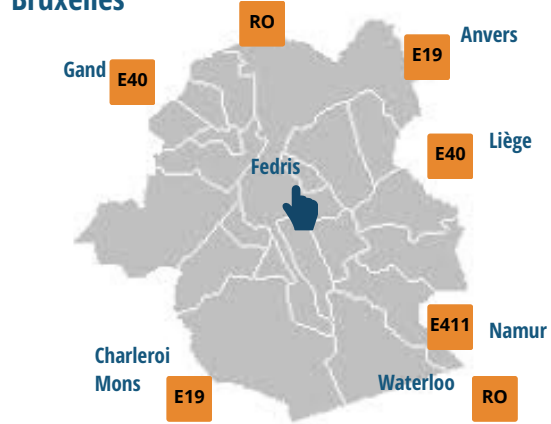 Bruxelles
RO
Anvers
E19
Gand
E40
Liège
E40
Fedris
E411
Namur
Charleroi
Mons
E19
Waterloo
RO